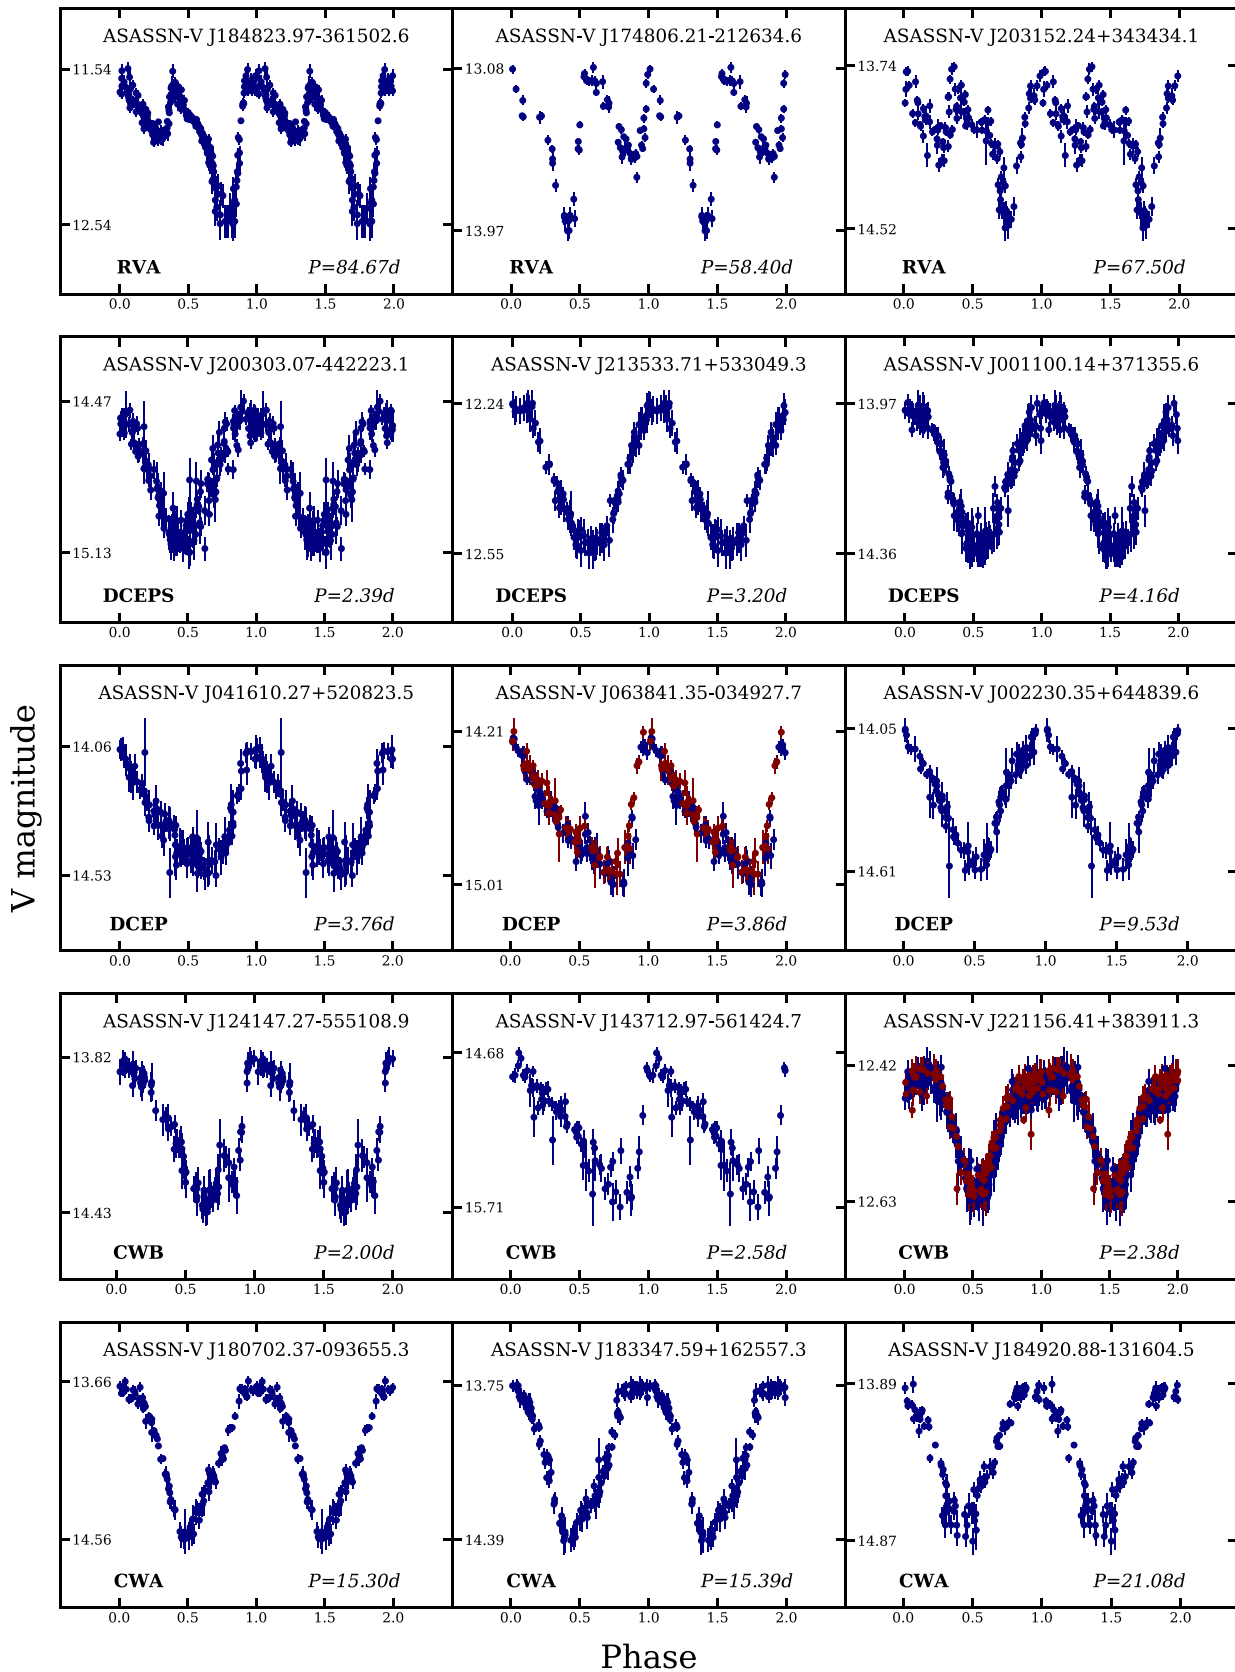 ASASSN-V J184823.97-361502.6
11.54
12.54
RVA P=84.67d
0.0 0.5 1.0 1.5 2.0
ASASSN-V J174806.21-212634.6
13.08
13.97
RVA P=58.40d
0.0 0.5 1.0 1.5 2.0
ASASSN-V J203152.24+343434.1
13.74
14.52
RVA P=67.50d
0.0 0.5 1.0 1.5 2.0
ASASSN-V J200303.07-442223.1
14.47
15.13
DCEPS P=2.39d
0.0 0.5 1.0 1.5 2.0
ASASSN-V J213533.71+533049.3
12.24
12.55
DCEPS P=3.20d
0.0 0.5 1.0 1.5 2.0
ASASSN-V J001100.14+371355.6
13.97
14.36
DCEPS P=4.16d
0.0 0.5 1.0 1.5 2.0
V magnitude
ASASSN-V J041610.27+520823.5
14.06
14.53
DCEP P=3.76d
0.0 0.5 1.0 1.5 2.0
ASASSN-V J063841.35-034927.7
14.21
15.01
DCEP P=3.86d
0.0 0.5 1.0 1.5 2.0
ASASSN-V J002230.35+644839.6
14.05
14.61
DCEP P=9.53d
0.0 0.5 1.0 1.5 2.0
ASASSN-V J124147.27-555108.9
13.82
14.43
CWB P=2.00d
0.0 0.5 1.0 1.5 2.0
ASASSN-V J143712.97-561424.7
14.68
15.71
CWB P=2.58d
0.0 0.5 1.0 1.5 2.0
ASASSN-V J221156.41+383911.3
12.42
12.63
CWB P=2.38d
0.0 0.5 1.0 1.5 2.0
ASASSN-V J180702.37-093655.3
13.66
14.56
CWA P=15.30d
0.0 0.5 1.0 1.5 2.0
ASASSN-V J183347.59+162557.3
13.75
14.39
CWA P=15.39d
0.0 0.5 1.0 1.5 2.0
ASASSN-V J184920.88-131604.5
13.89
14.87
CWA P=21.08d
0.0 0.5 1.0 1.5 2.0
Phase